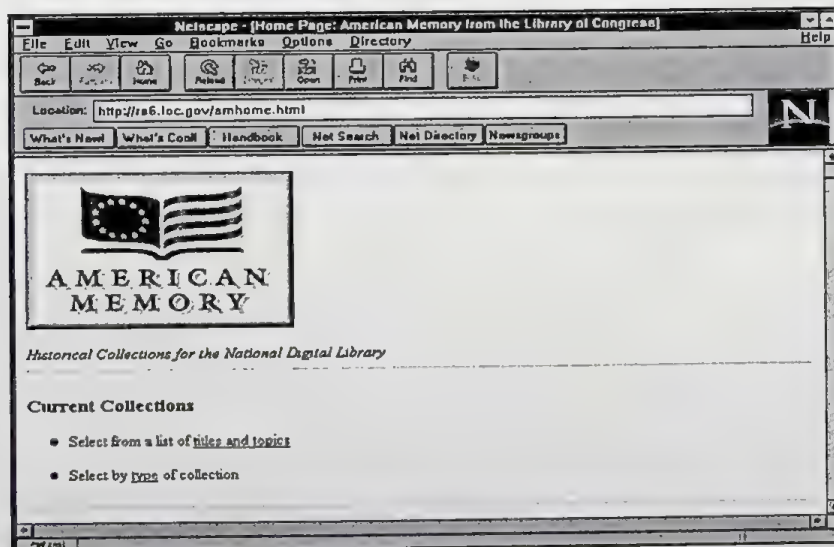 Netscape - [Home Page: American Memory from the Library of Congress]
File Edit View Go Bookmarks Options Directory Help
Back Forward Home Reload Images Open Print Find Stop
Location: http://rs6.loc.gov/amhome.html
What's New! What's Cool! Handbook Net Search Net Directory Newsgroups
N
AMERICAN
MEMORY
Historical Collections for the National Digital Library
Current Collections
• Select from a list of titles and topics
• Select by type of collection